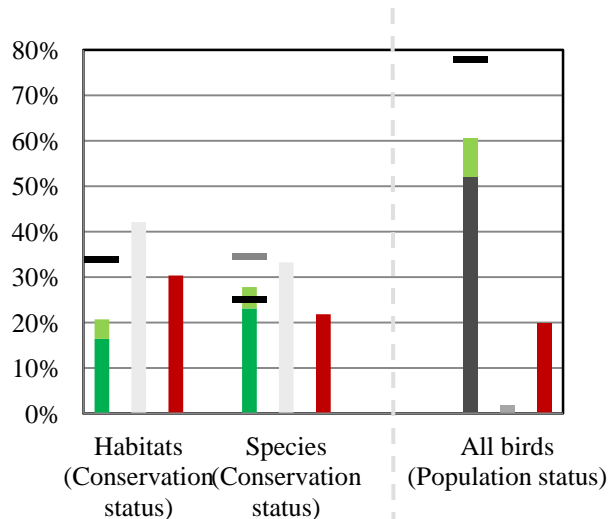 80%
70%
60%
50%
40%
30%
20%
10%
0%
Habitats
(Conservation
status)
Species
(Conservation
status)
All birds
(Population status)